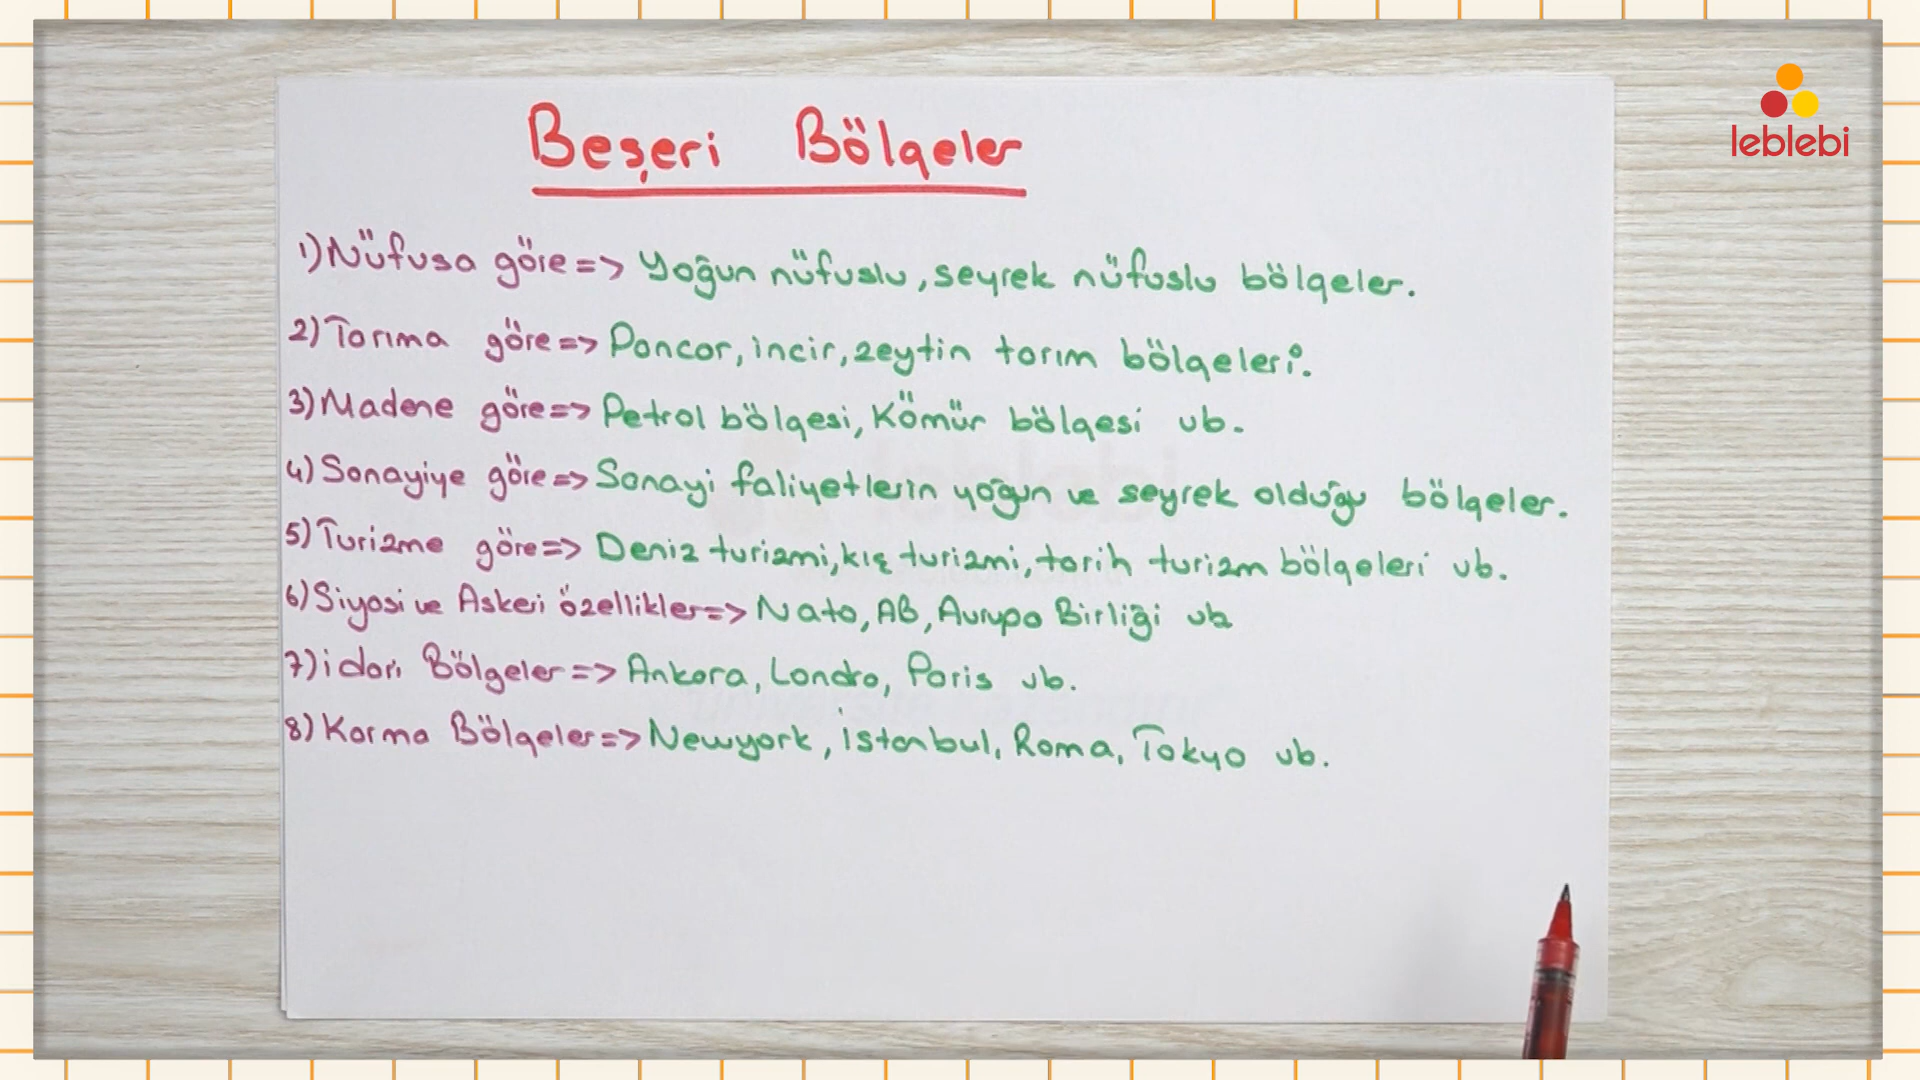 Beşeri Bölgeler
leblebi
1) Nüfusa göre => Yoğun nüfuslu, seyrek nüfuslu bölgeler.
2) Tarıma göre => Pancar, incir, zeytin tarım bölgeleri.
3) Madene göre => Petrol bölgesi, Kömür bölgesi vb.
4) Sanayiye göre => Sanayi faliyetlerin yoğun ve seyrek olduğu bölgeler.
5) Turizme göre => Deniz turizmi, kış turizmi, tarih turizm bölgeleri vb.
6) Siyasi ve Askeri özellikler => Nato, AB, Avrupa Birliği vb
7) idari Bölgeler => Ankara, Londra, Paris vb.
8) Karma Bölgeler => Newyork, istanbul, Roma, Tokyo vb.